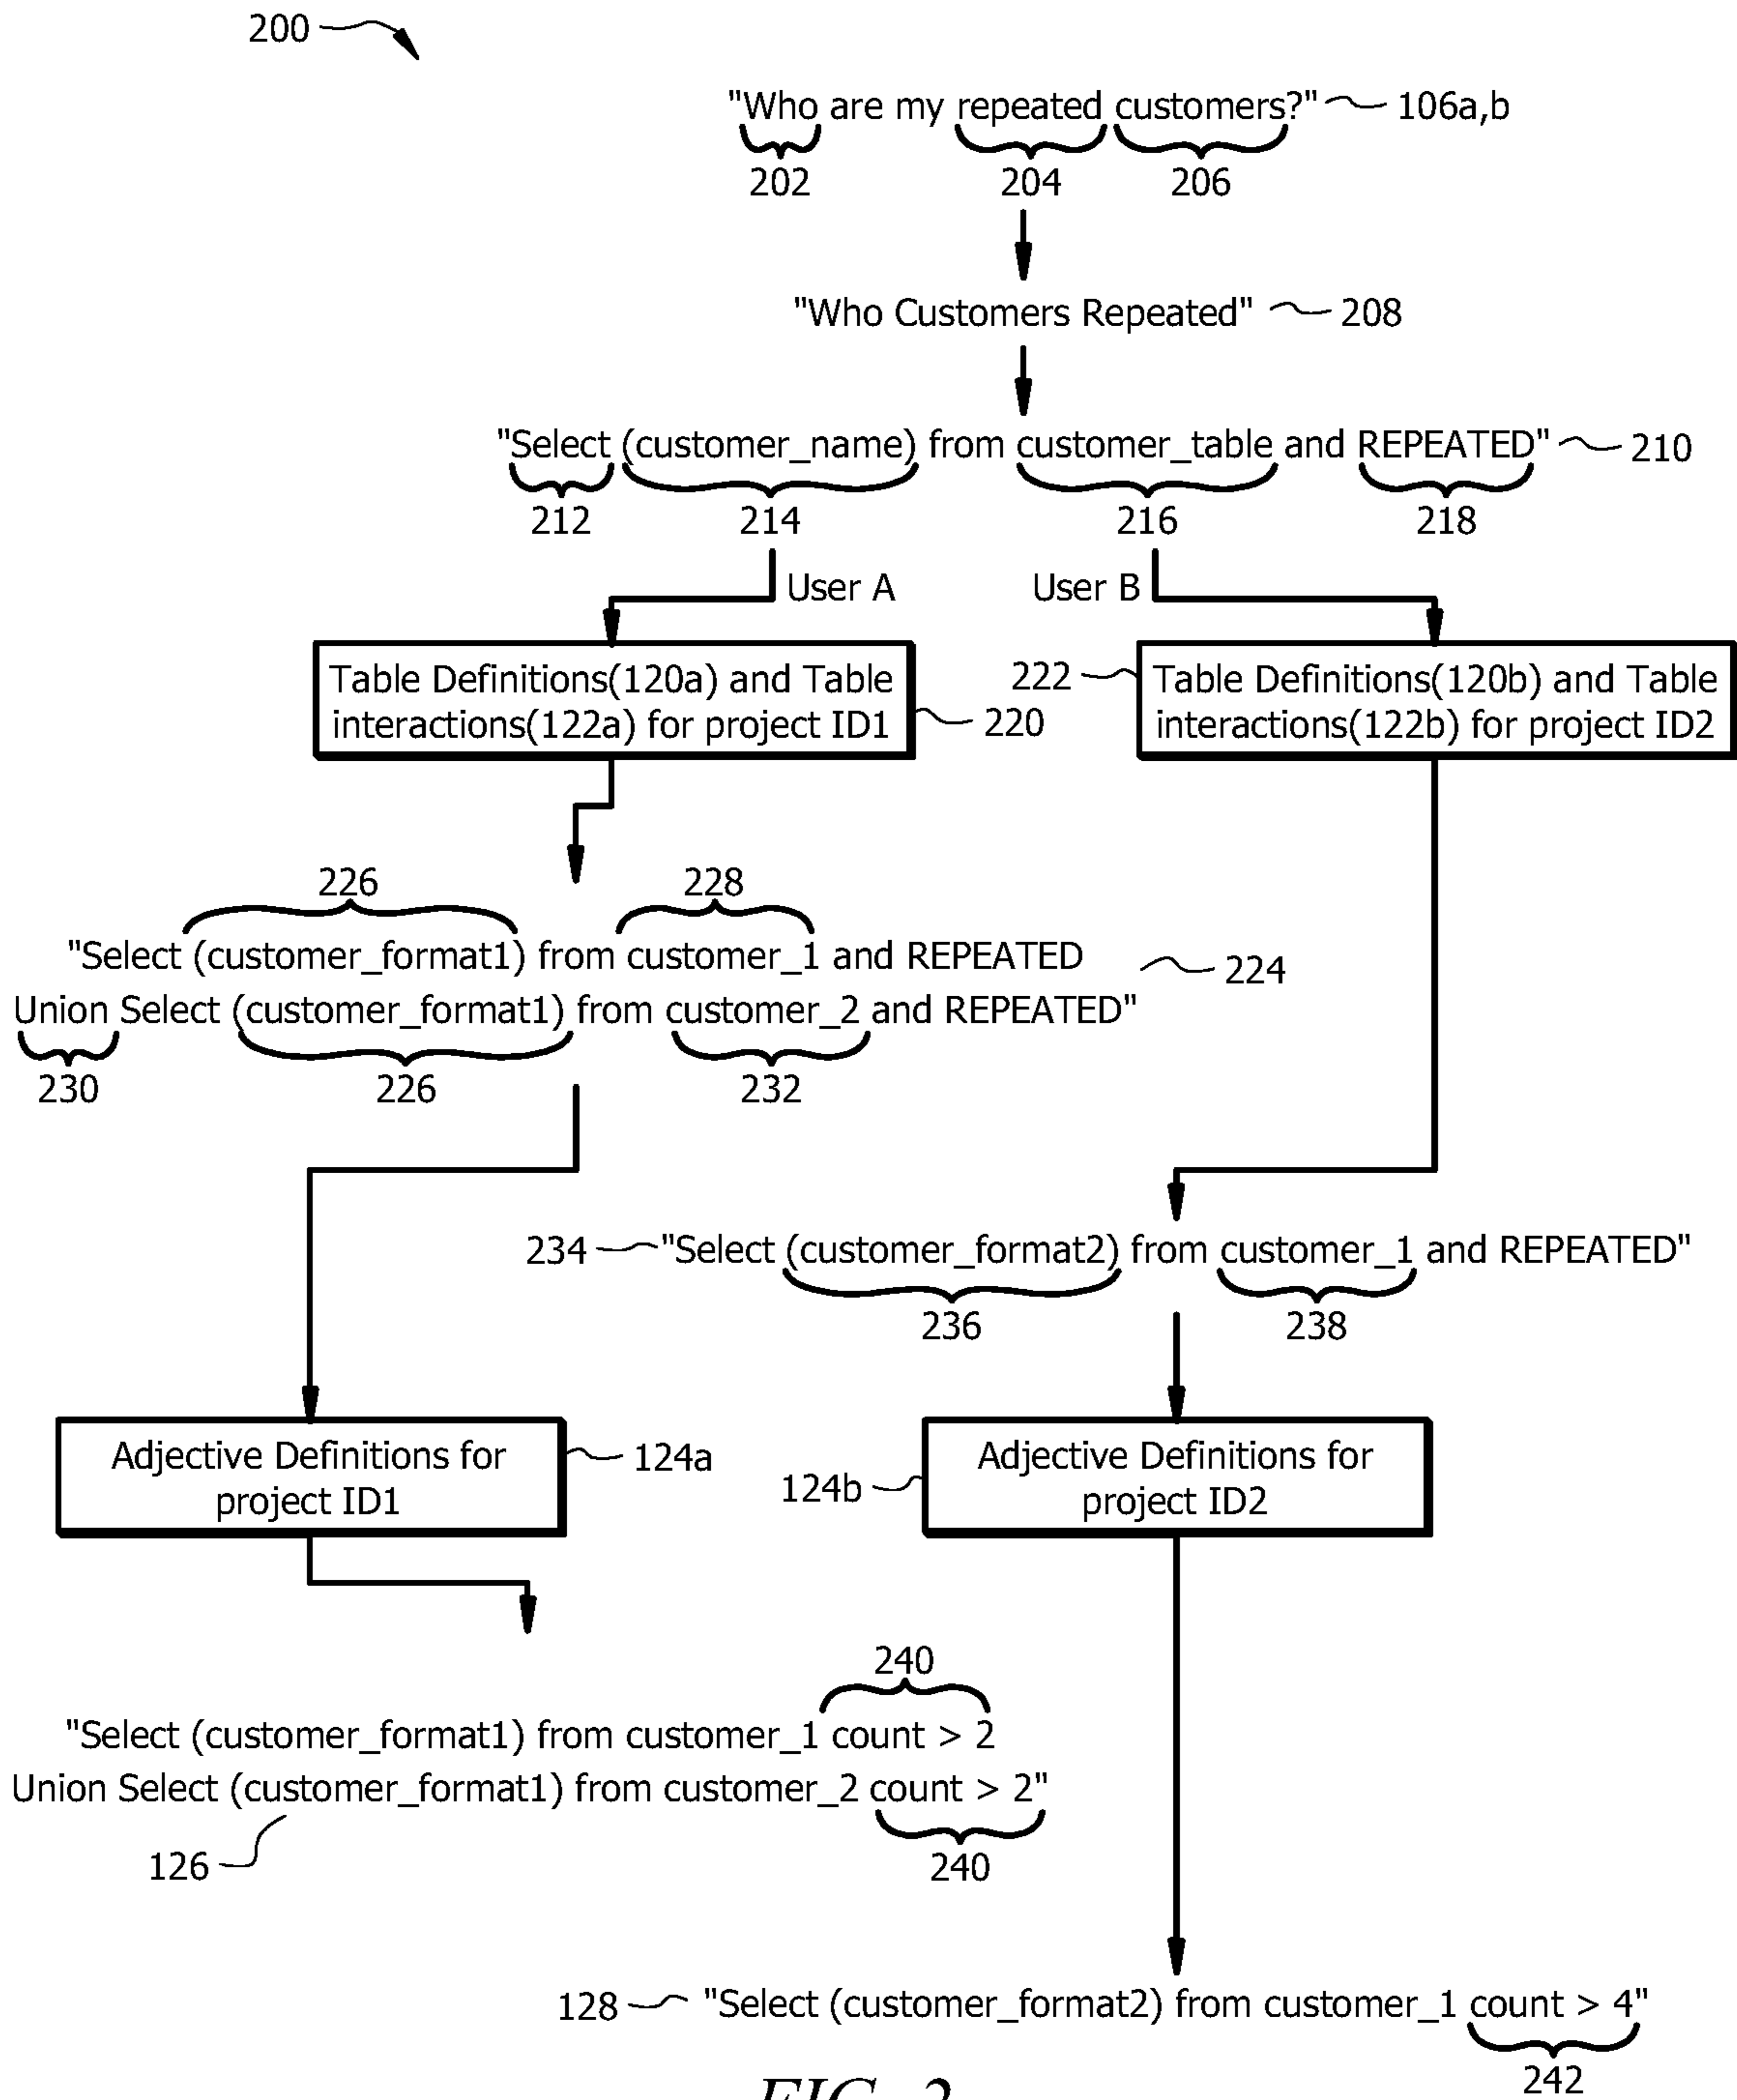 200
"Who are my repeated customers?" 106a,b
202 204 206
"Who Customers Repeated" 208
"Select (customer_name) from customer_table and REPEATED" 210
212 214 216 218
User A User B
Table Definitions(120a) and Table
interactions(122a) for project ID1
220
222
Table Definitions(120b) and Table
interactions(122b) for project ID2
226 228
"Select (customer_format1) from customer_1 and REPEATED
Union Select (customer_format1) from customer_2 and REPEATED"
224
230 226 232
234 "Select (customer_format2) from customer_1 and REPEATED"
236 238
Adjective Definitions for
project ID1
124a
124b
Adjective Definitions for
project ID2
240
"Select (customer_format1) from customer_1 count > 2
Union Select (customer_format1) from customer_2 count > 2"
126 240
128 "Select (customer_format2) from customer_1 count > 4"
242
FIG. 2